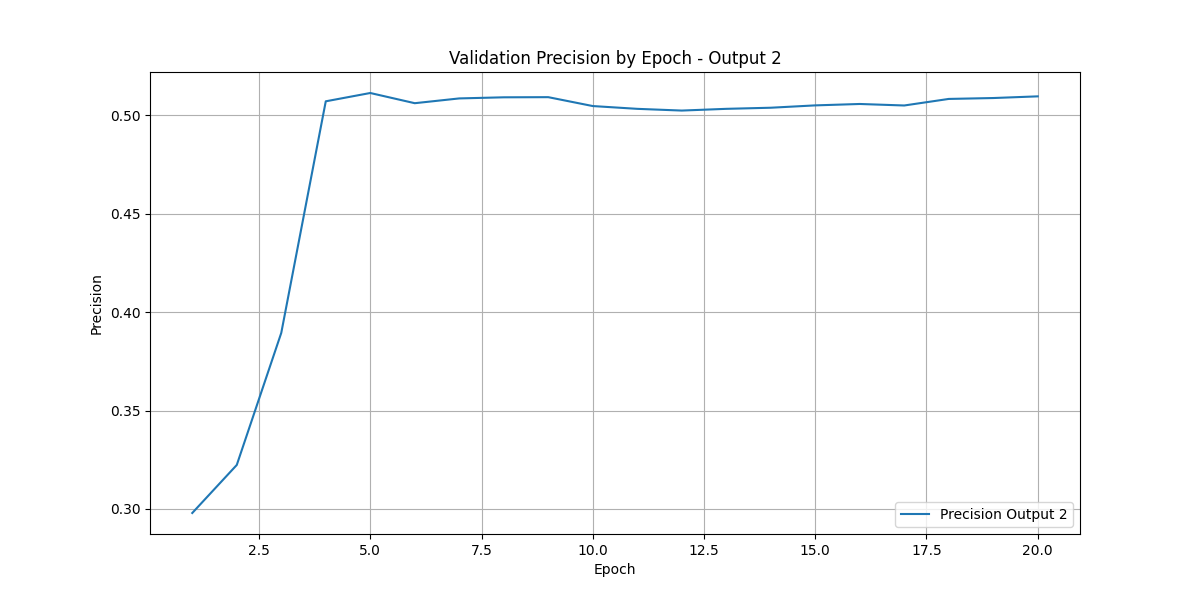 Validation Precision by Epoch - Output 2
0.50
0.45
0.40
0.35
0.30
Precision
2.5 5.0 7.5 10.0 12.5 15.0 17.5 20.0
Epoch
Precision Output 2